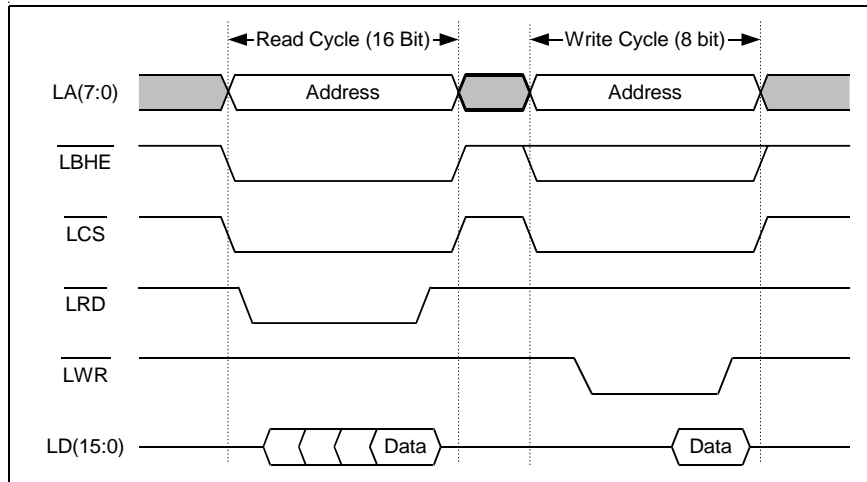 Read Cycle (16 Bit) Write Cycle (8 bit)
LA(7:0) Address Address
LBHE
LCS
LRD
LWR
LD(15:0) Data Data